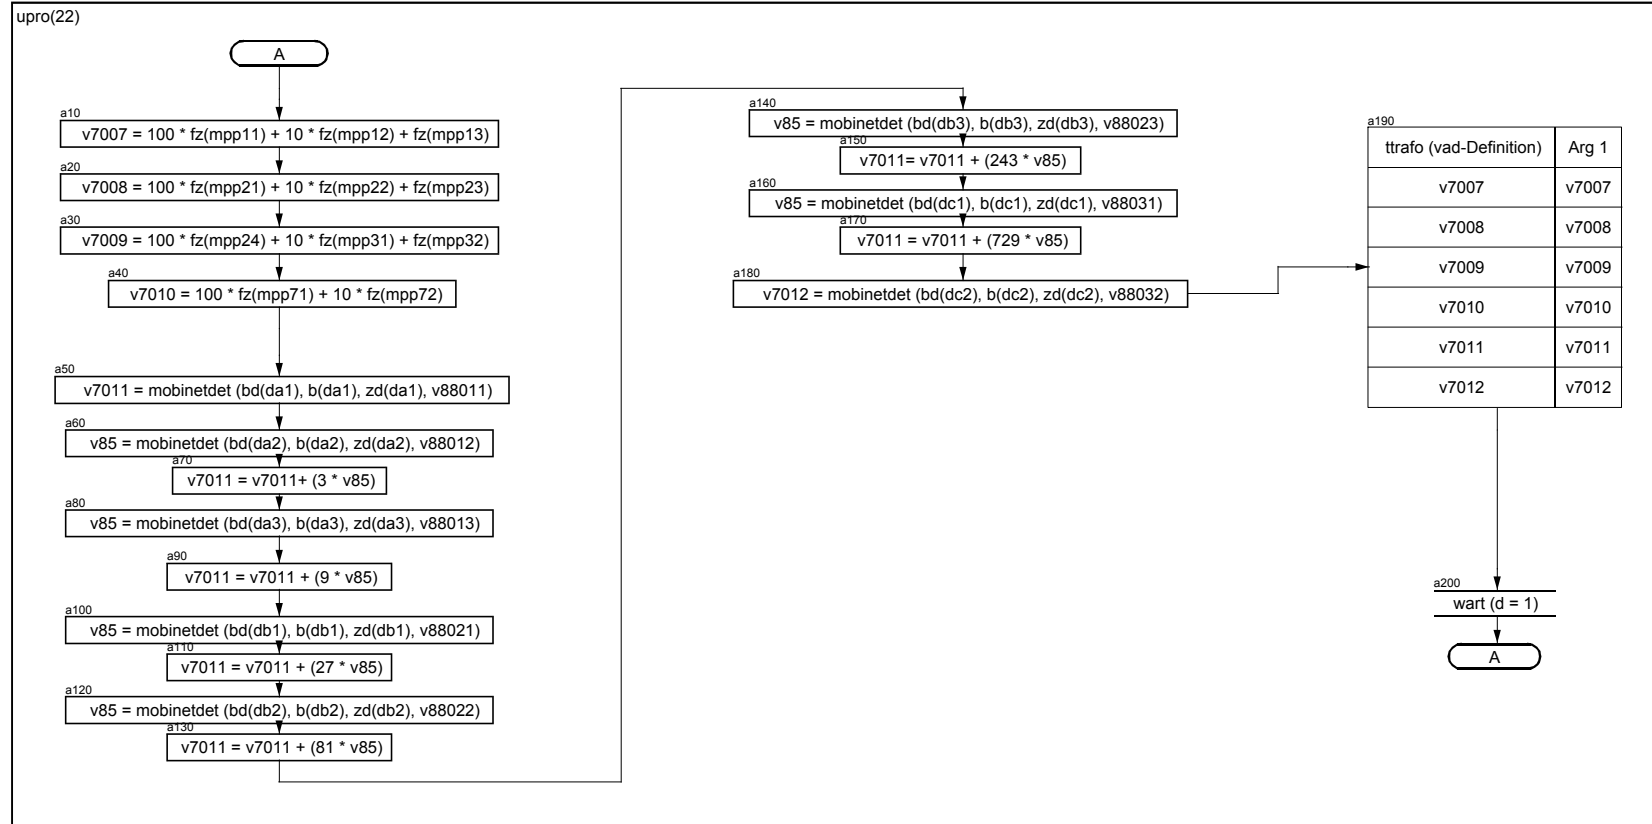 upro(22)
A
a10
v7007 = 100 * fz(mpp11) + 10 * fz(mpp12) + fz(mpp13)
a20
v7008 = 100 * fz(mpp21) + 10 * fz(mpp22) + fz(mpp23)
a30
v7009 = 100 * fz(mpp24) + 10 * fz(mpp31) + fz(mpp32)
a40
v7010 = 100 * fz(mpp71) + 10 * fz(mpp72)
a50
v7011 = mobinetdet (bd(da1), b(da1), zd(da1), v88011)
a60
v85 = mobinetdet (bd(da2), b(da2), zd(da2), v88012)
a70
v7011 = v7011+ (3 * v85)
a80
v85 = mobinetdet (bd(da3), b(da3), zd(da3), v88013)
a90
v7011 = v7011 + (9 * v85)
a100
v85 = mobinetdet (bd(db1), b(db1), zd(db1), v88021)
a110
v7011 = v7011 + (27 * v85)
a120
v85 = mobinetdet (bd(db2), b(db2), zd(db2), v88022)
a130
v7011 = v7011 + (81 * v85)
a140
v85 = mobinetdet (bd(db3), b(db3), zd(db3), v88023)
a150
v7011= v7011 + (243 * v85)
a160
v85 = mobinetdet (bd(dc1), b(dc1), zd(dc1), v88031)
a170
v7011 = v7011 + (729 * v85)
a180
v7012 = mobinetdet (bd(dc2), b(dc2), zd(dc2), v88032)
a190
ttrafo (vad-Definition) Arg 1
v7007 v7007
v7008 v7008
v7009 v7009
v7010 v7010
v7011 v7011
v7012 v7012
a200
wart (d = 1)
A